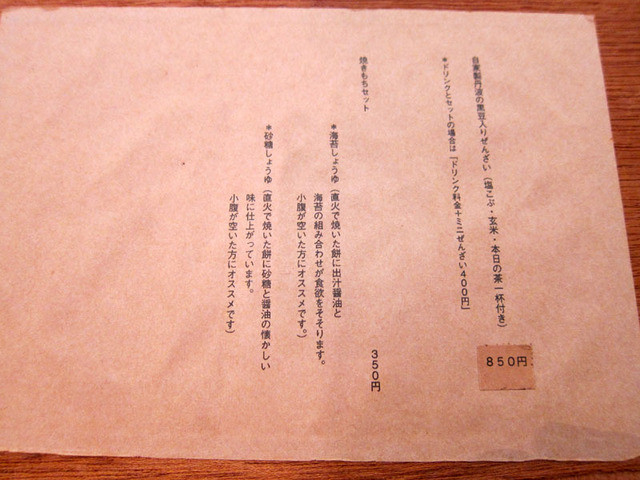 自家製丹波の黒豆入りぜんざい（塩こぶ・玄米・本日の茶一杯付き）
８５０円
＊ドリンクとセットの場合は「ドリンク料金＋ミニぜんざい４００円」
焼きもちセット
３５０円
＊海苔しょうゆ（直火で焼いた餅に出汁醤油と
海苔の組み合わせが食欲をそそります。
小腹が空いた方にオススメです。）
＊砂糖しょうゆ（直火で焼いた餅に砂糖と醤油の懐かしい
味に仕上がっています。
小腹が空いた方にオススメです）